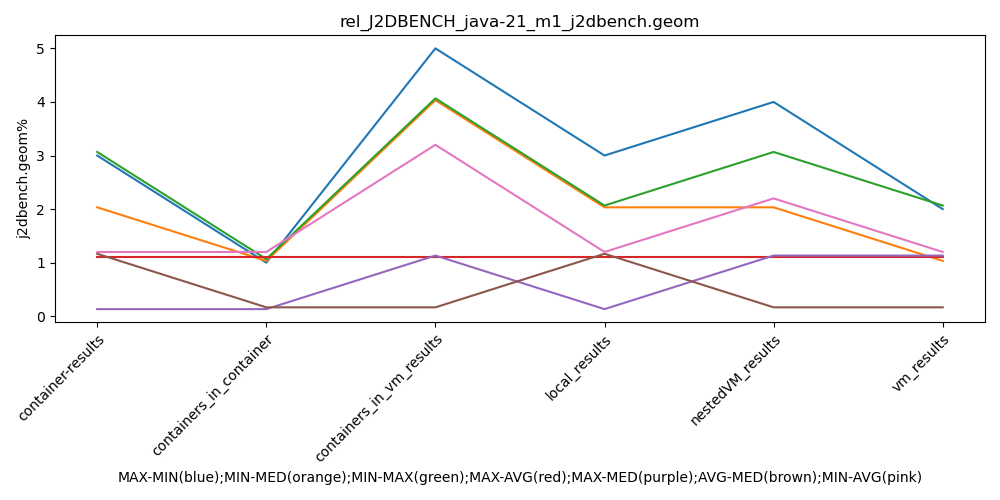 rel_J2DBENCH_java-21_m1_j2dbench.geom
j2dbench.geom%
5
4
3
2
1
0
container-results
containers_in_container
containers_in_vm_results
local_results
nestedVM_results
vm_results
MAX-MIN(blue);MIN-MED(orange);MIN-MAX(green);MAX-AVG(red);MAX-MED(purple);AVG-MED(brown);MIN-AVG(pink)